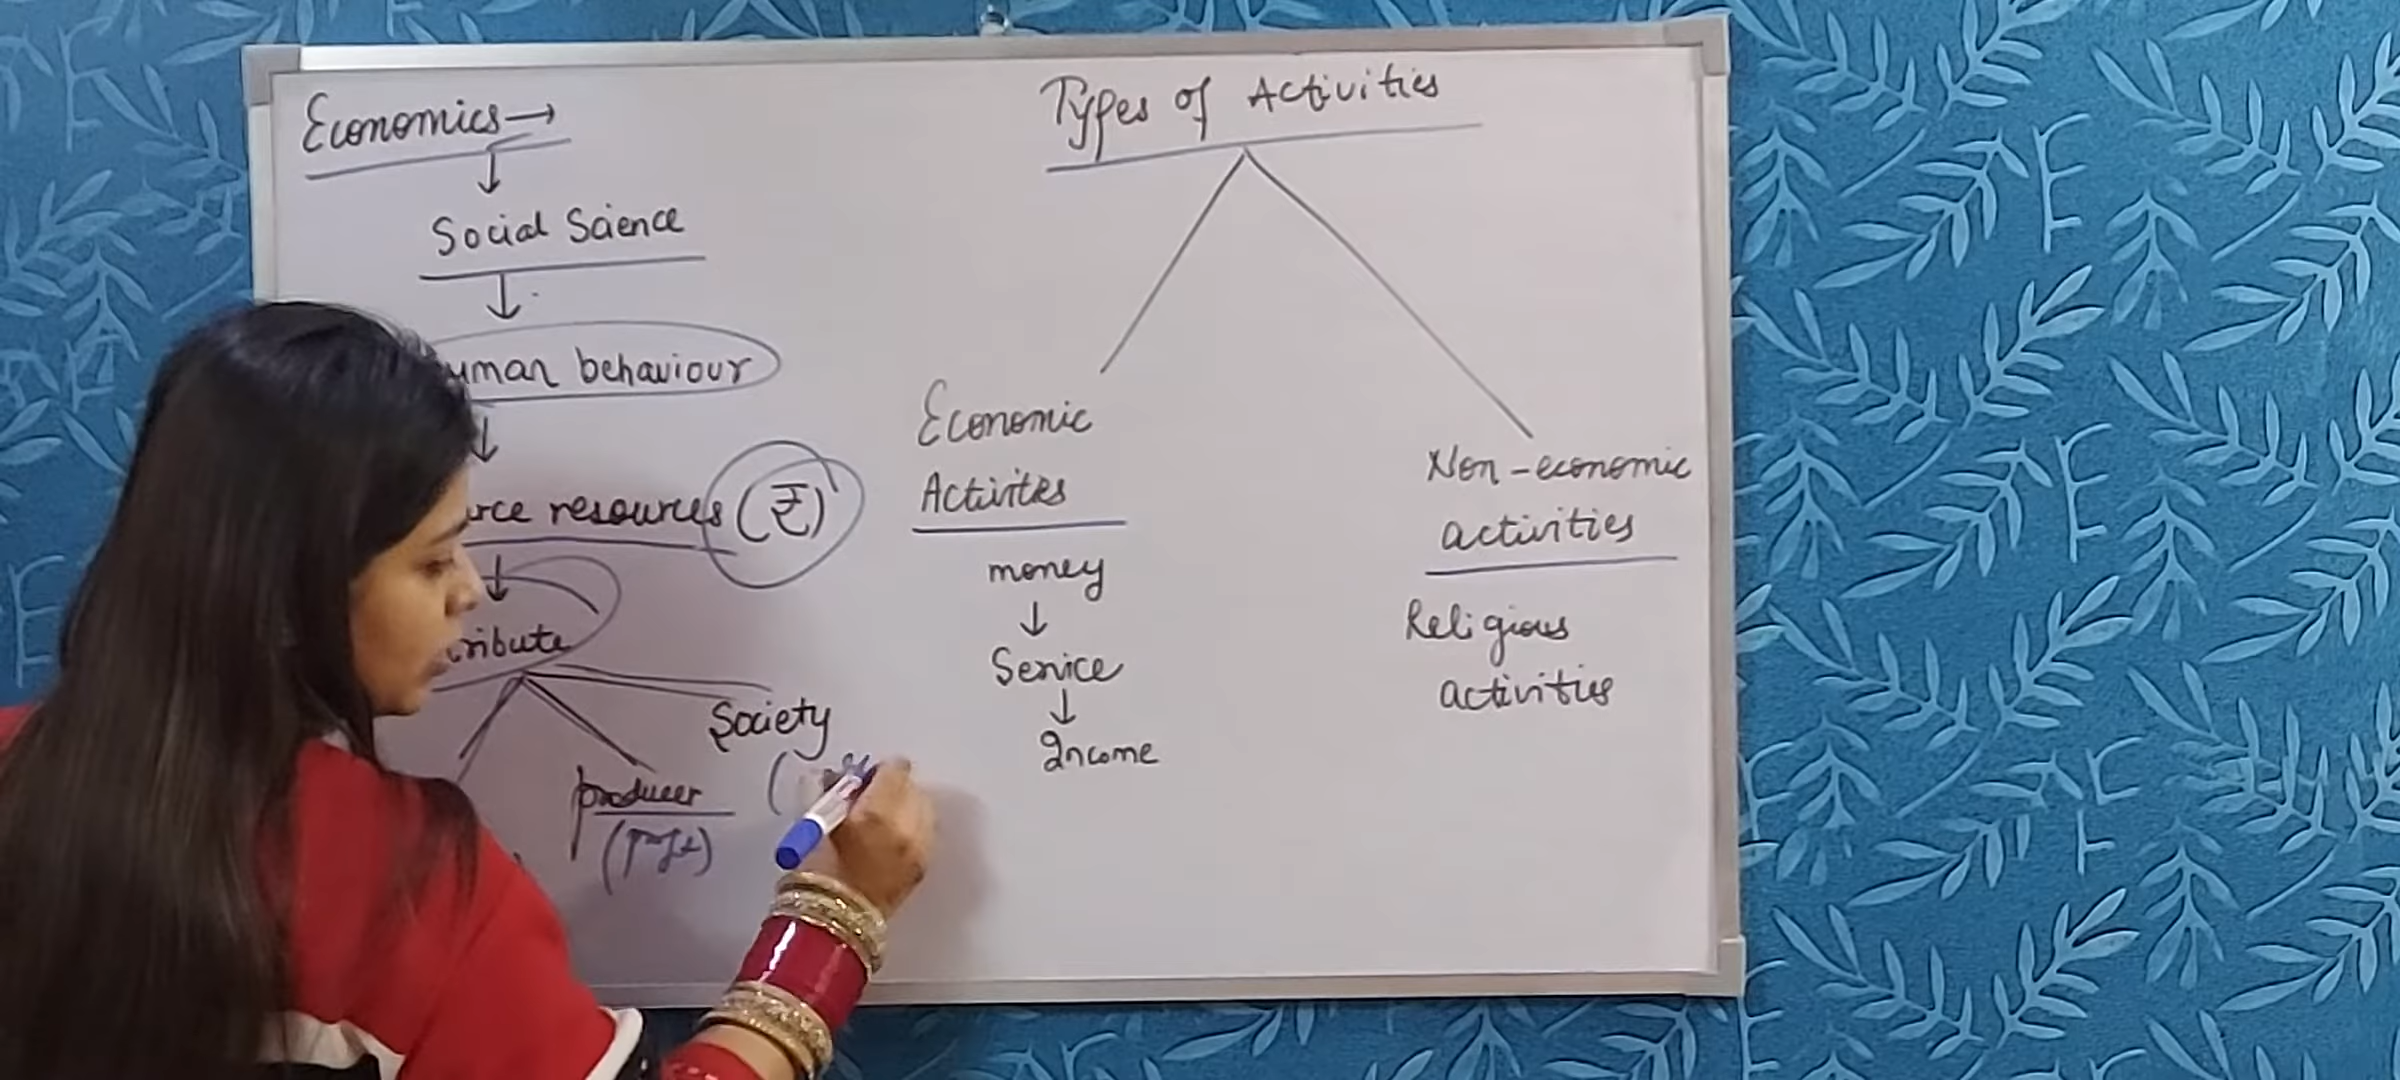 Economics→
↓
Social Science
↓
uman behaviour
↓
rce resources (₹)
↓
ribute
Society
producer
Types of Activities
Economic
Activities
money
↓
Service
↓
Income
Non-economic
activities
Religious
activities